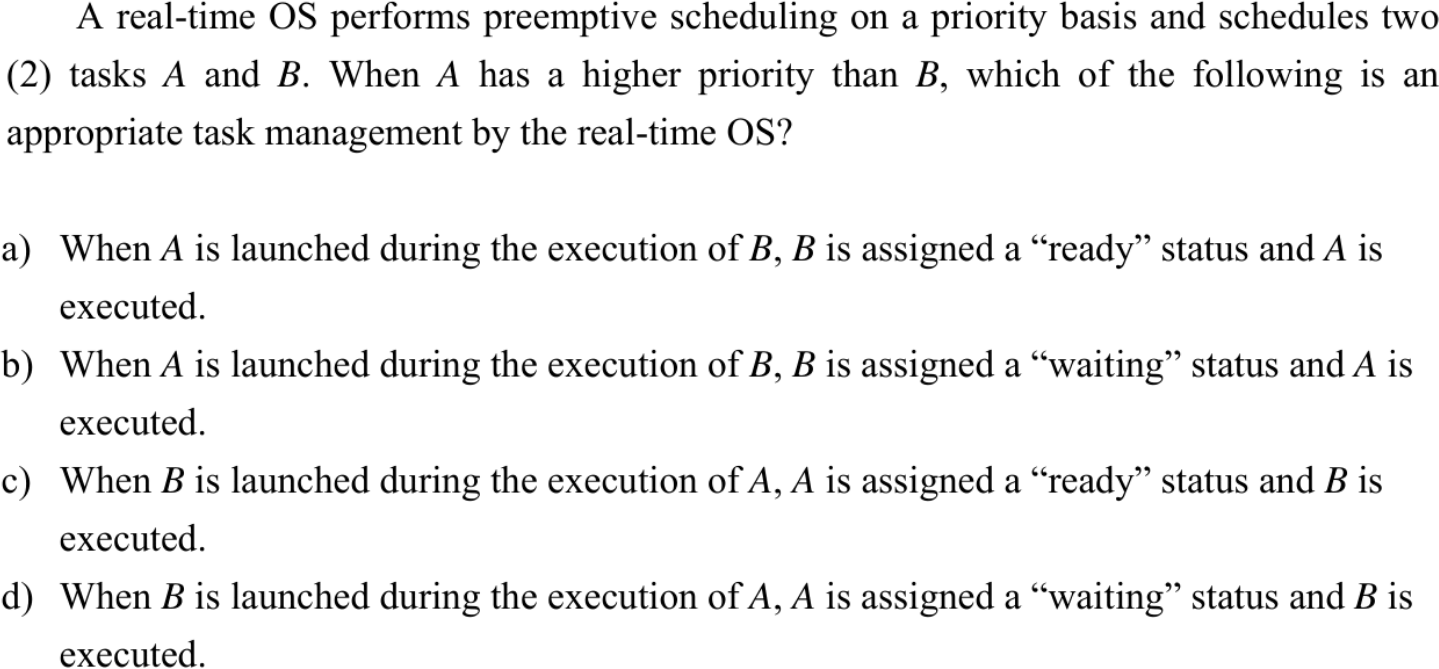 A real-time OS performs preemptive scheduling on a priority basis and schedules two
(2) tasks A and B. When A has a higher priority than B, which of the following is an
appropriate task management by the real-time OS?
a) When A is launched during the execution of B, B is assigned a “ready” status and A is
executed.
b) When A is launched during the execution of B, B is assigned a “waiting” status and A is
executed.
c) When B is launched during the execution of A, A is assigned a “ready” status and B is
executed.
d) When B is launched during the execution of A, A is assigned a “waiting” status and B is
executed.